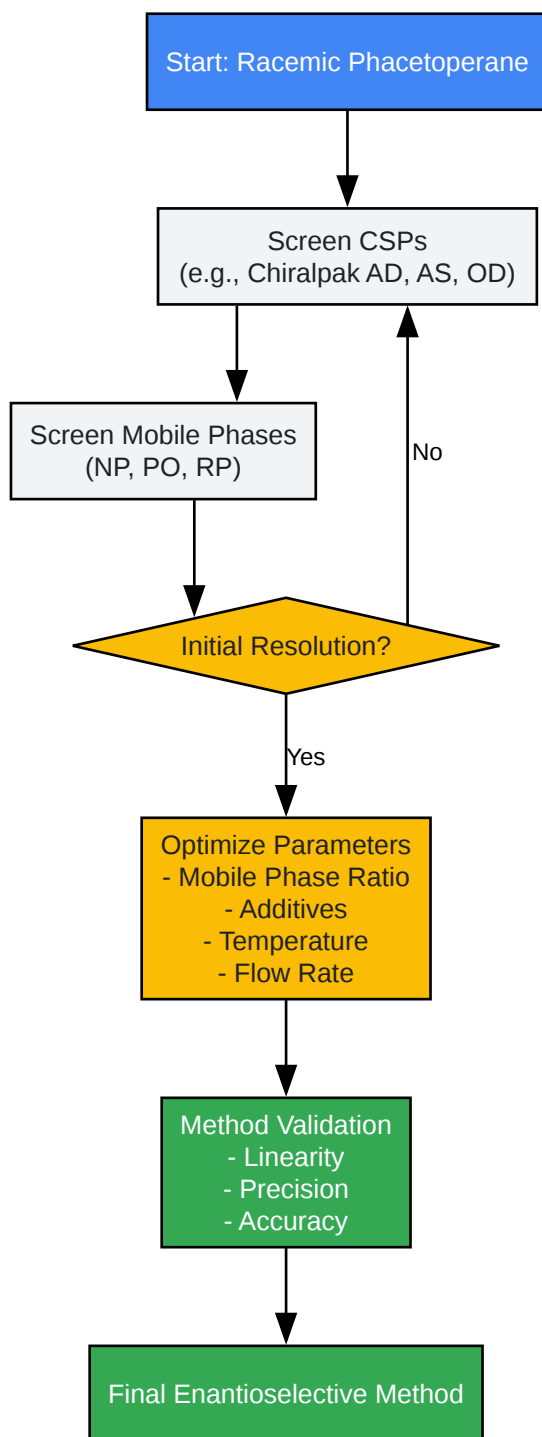 Start: Racemic Phacetoperane
Screen CSPs
(e.g., Chiralpak AD, AS, OD)
Screen Mobile Phases
(NP, PO, RP)
No
Initial Resolution?
Yes
Optimize Parameters
- Mobile Phase Ratio
- Additives
- Temperature
- Flow Rate
Method Validation
- Linearity
- Precision
- Accuracy
Final Enantioselective Method